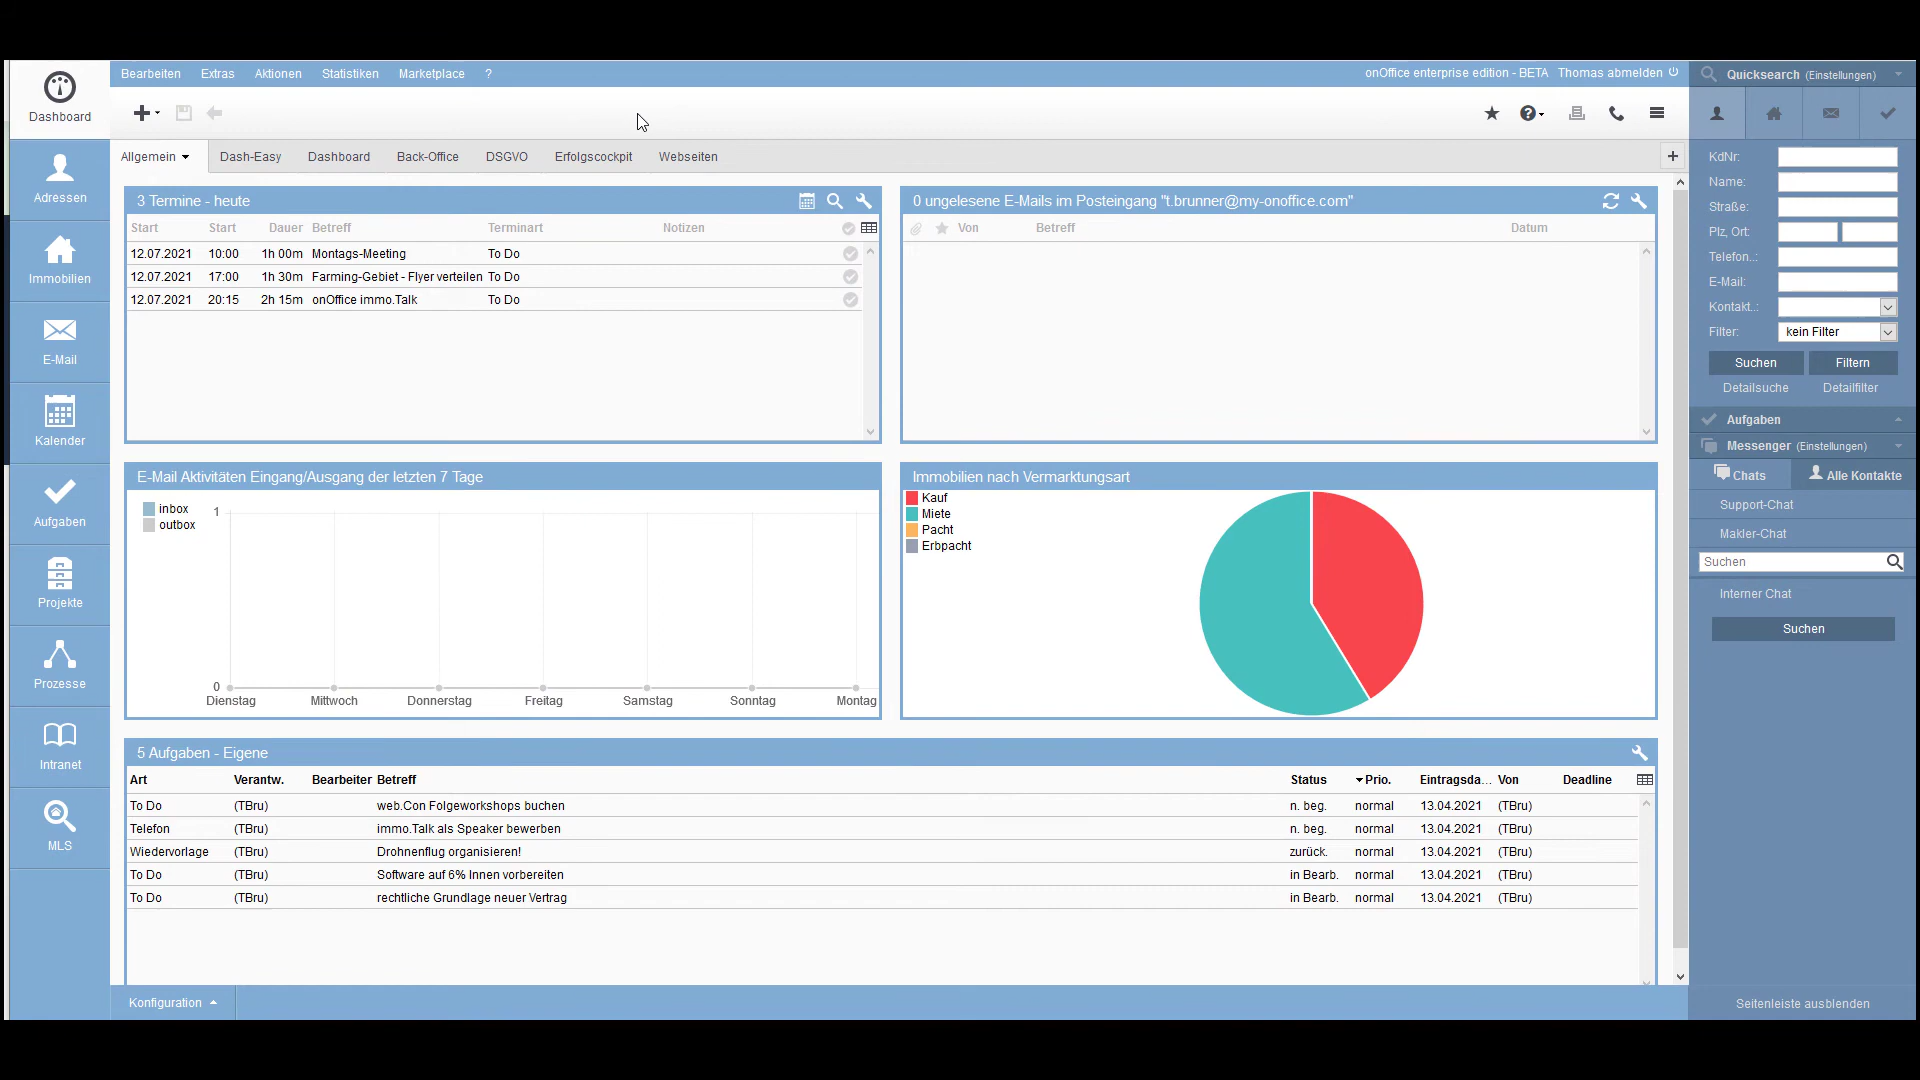 Bearbeiten Extras Aktionen Statistiken Marketplace ?
onOffice enterprise edition - BETA Thomas abmelden
Quicksearch (Einstellungen)
Dashboard
Allgemein Dash-Easy Dashboard Back-Office DSGVO Erfolgscockpit Webseiten
Adressen
Immobilien
E-Mail
Kalender
Aufgaben
Projekte
Prozesse
Intranet
MLS
3 Termine - heute
Start Start Dauer Betreff Terminart Notizen
12.07.2021 10:00 1h 00m Montags-Meeting To Do
12.07.2021 17:00 1h 30m Farming-Gebiet - Flyer verteilen To Do
12.07.2021 20:15 2h 15m onOffice immo.Talk To Do
0 ungelesene E-Mails im Posteingang "t.brunner@my-onoffice.com"
Von Betreff Datum
E-Mail Aktivitäten Eingang/Ausgang der letzten 7 Tage
inbox
outbox
1
0
Dienstag Mittwoch Donnerstag Freitag Samstag Sonntag Montag
Immobilien nach Vermarktungsart
Kauf
Miete
Pacht
Erbpacht
5 Aufgaben - Eigene
Art Verantw. Bearbeiter Betreff Status Prio. Eintragsda... Von Deadline
To Do (TBru) web.Con Folgeworkshops buchen n. beg. normal 13.04.2021 (TBru)
Telefon (TBru) immo.Talk als Speaker bewerben n. beg. normal 13.04.2021 (TBru)
Wiedervorlage (TBru) Drohnenflug organisieren! zurück. normal 13.04.2021 (TBru)
To Do (TBru) Software auf 6% Innen vorbereiten in Bearb. normal 13.04.2021 (TBru)
To Do (TBru) rechtliche Grundlage neuer Vertrag in Bearb. normal 13.04.2021 (TBru)
Konfiguration
KdNr:
Name:
Straße:
Plz, Ort:
Telefon..:
E-Mail:
Kontakt..:
Filter: kein Filter
Suchen Filtern
Detailsuche Detailfilter
Aufgaben
Messenger (Einstellungen)
Chats Alle Kontakte
Support-Chat
Makler-Chat
Suchen
Interner Chat
Suchen
Seitenleiste ausblenden